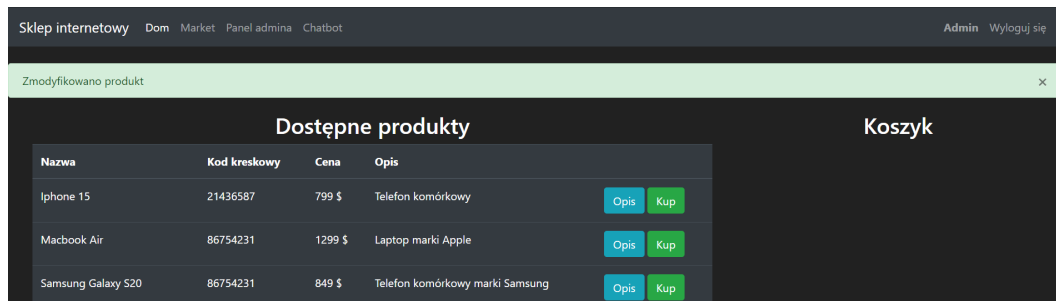 Sklep internetowy Dom Market Panel admina Chatbot Admin Wyloguj się
Zmodyfikowano produkt ×
Dostępne produkty Koszyk
Nazwa Kod kreskowy Cena Opis
Iphone 15 21436587 799 $ Telefon komórkowy Opis Kup
Macbook Air 86754231 1299 $ Laptop marki Apple Opis Kup
Samsung Galaxy S20 86754231 849 $ Telefon komórkowy marki Samsung Opis Kup